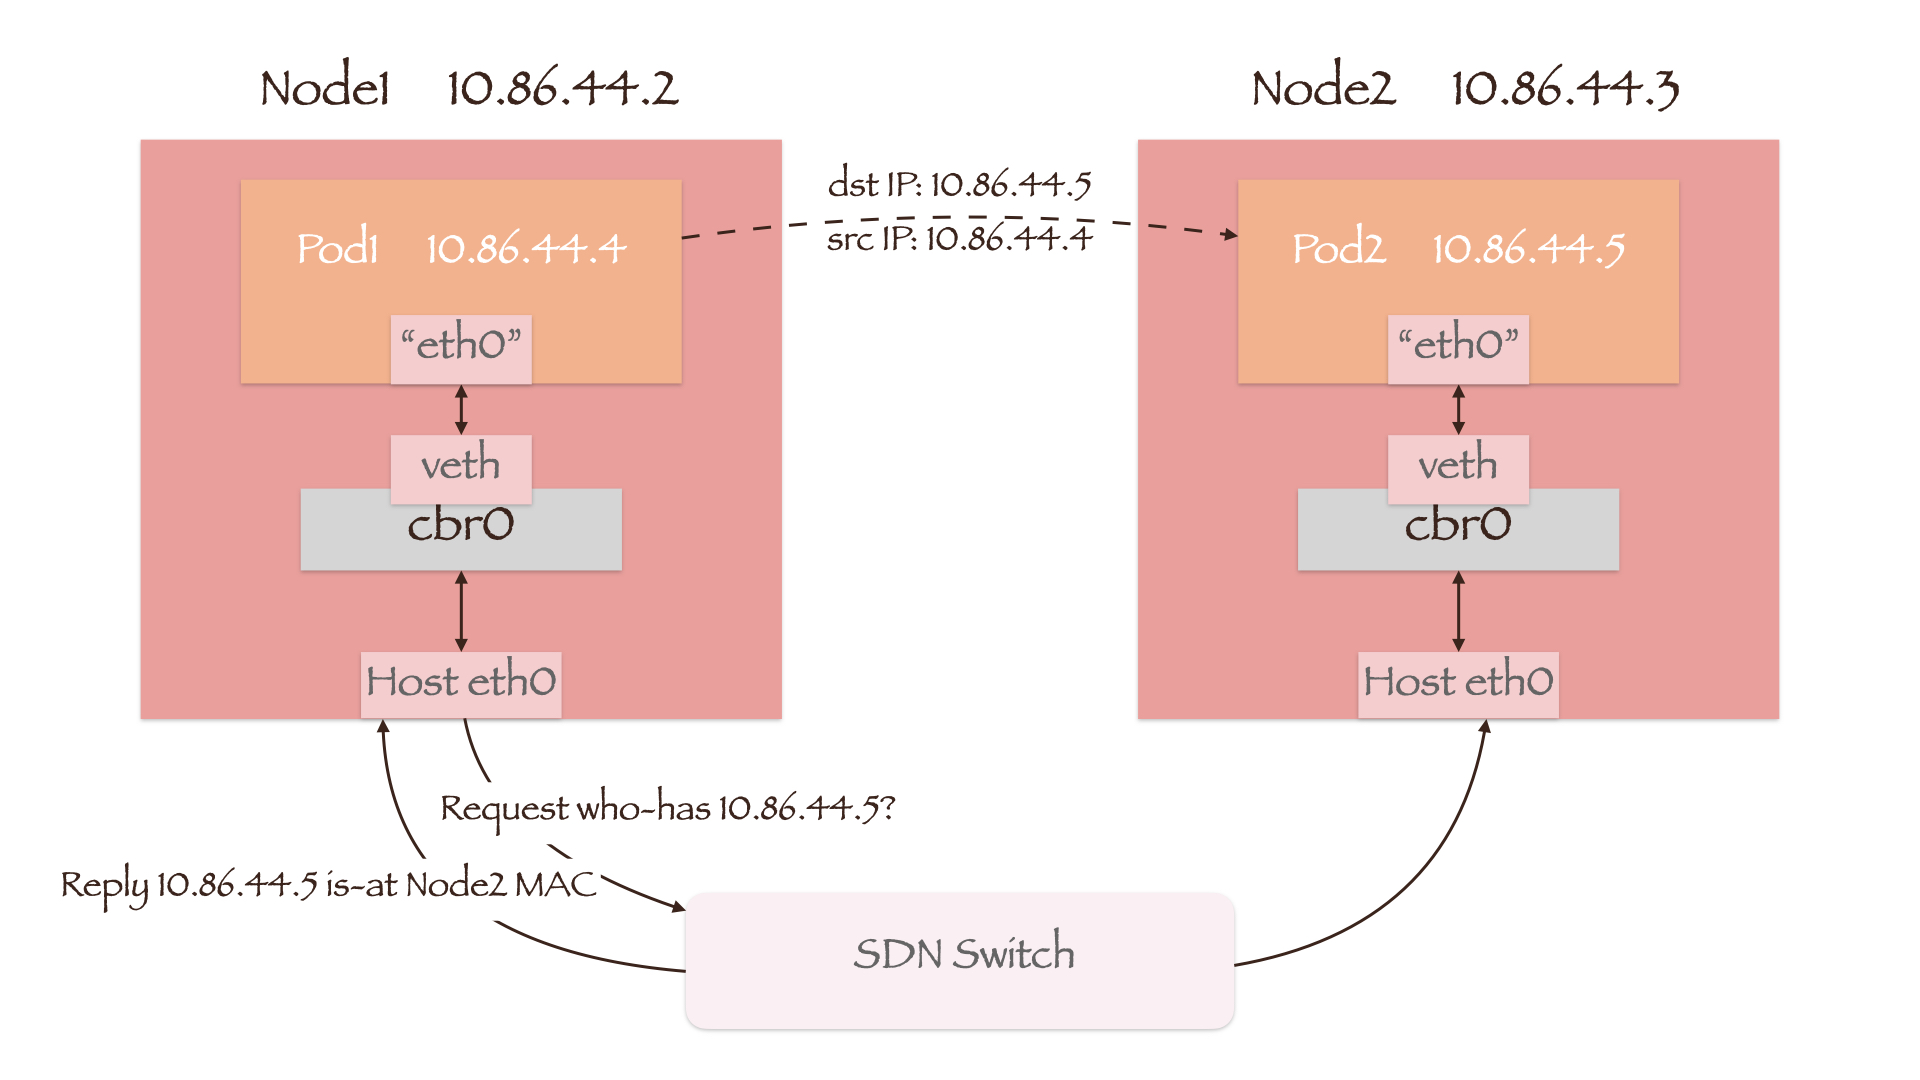 Node1 10.86.44.2
Node2 10.86.44.3
dst IP: 10.86.44.5
src IP: 10.86.44.4
Pod1 10.86.44.4
Pod2 10.86.44.5
“eth0”
“eth0”
veth
veth
cbr0
cbr0
Host eth0
Host eth0
Request who-has 10.86.44.5?
Reply 10.86.44.5 is-at Node2 MAC
SDN Switch